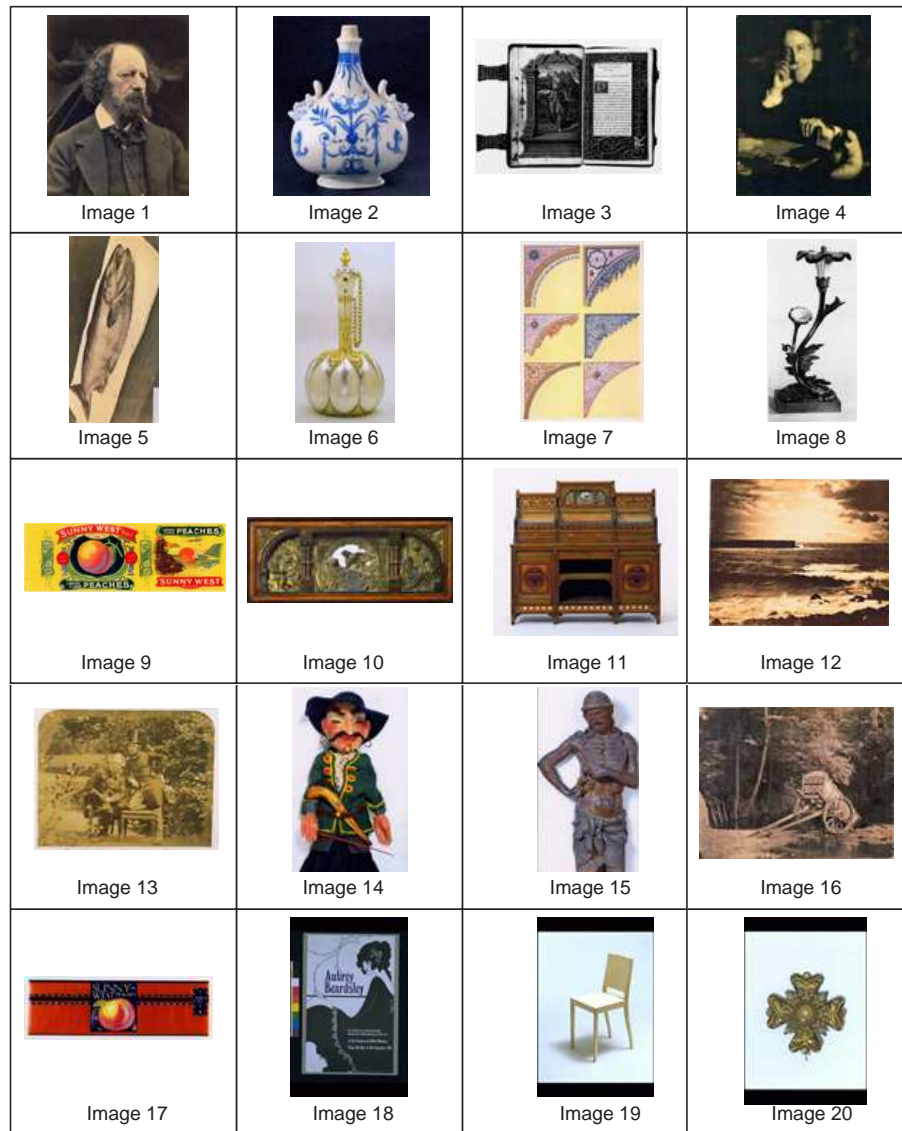 Image 1
Image 2
Image 3
Image 4
Image 5
Image 6
Image 7
Image 8
SUNNY WEST
PEACHES
PEACHES
SUNNY WEST
Image 9
Image 10
Image 11
Image 12
Image 13
Image 14
Image 15
Image 16
SUNNY
WEST
Image 17
Aubrey
Beardsley
Image 18
Image 19
Image 20